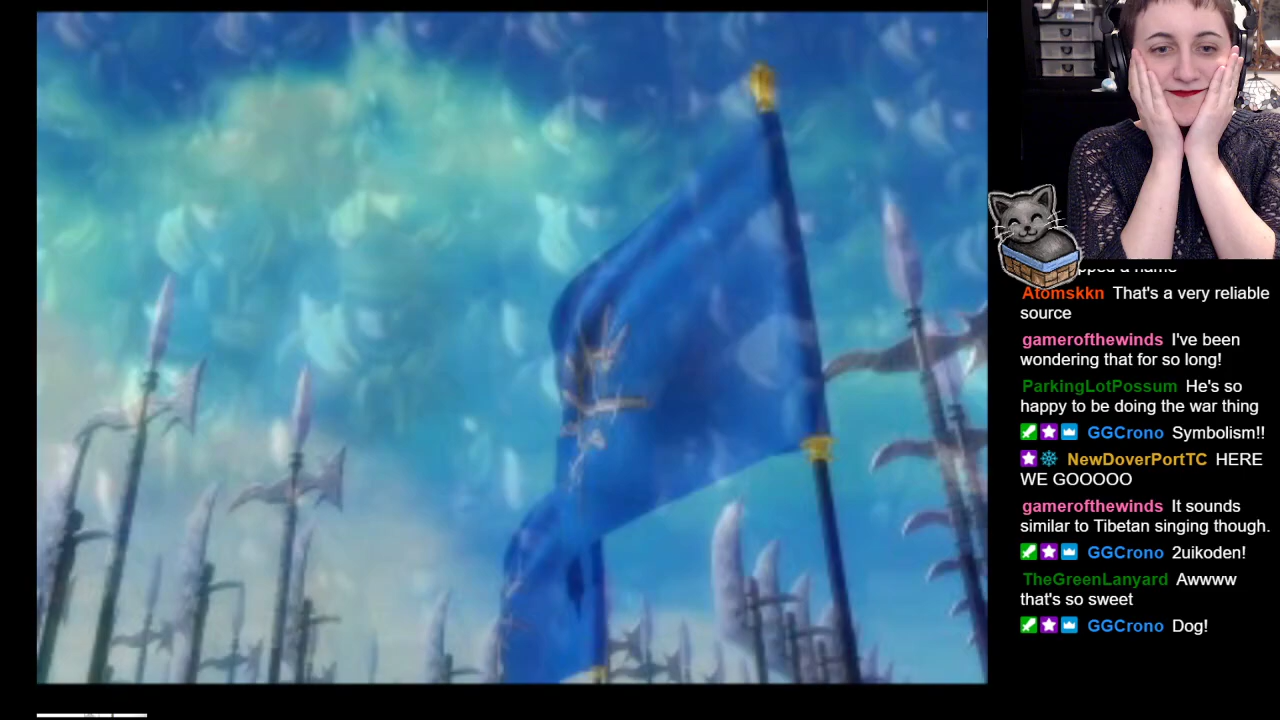 Atomskkn That's a very reliable
source
gamerofthewinds I've been
wondering that for so long!
ParkingLotPossum He's so
happy to be doing the war thing
GGCrono Symbolism!!
NewDoverPortTC HERE
WE GOOOOO
gamerofthewinds It sounds
similar to Tibetan singing though.
GGCrono 2uikoden!
TheGreenLanyard Awwww
that's so sweet
GGCrono Dog!